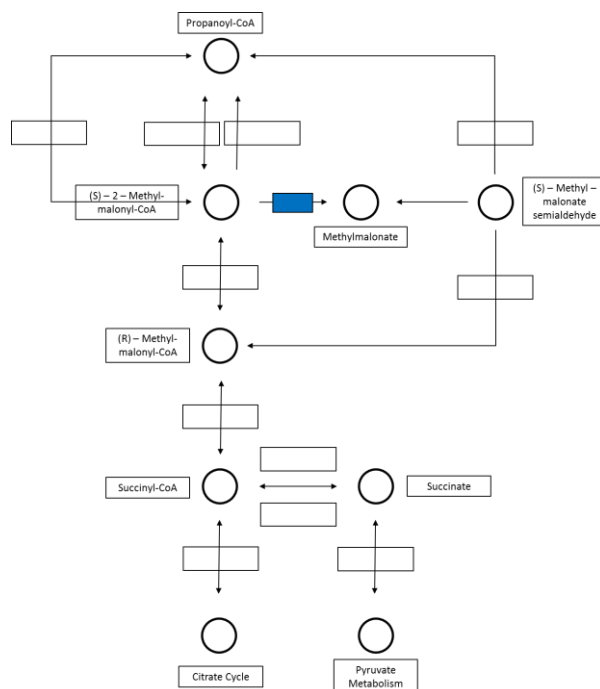 Propanoyl-CoA
(S) – 2 – Methyl-
malonyl-CoA
Methylmalonate
(S) – Methyl –
malonate
semialdehyde
(R) – Methyl-
malonyl-CoA
Succinyl-CoA
Succinate
Citrate Cycle
Pyruvate
Metabolism